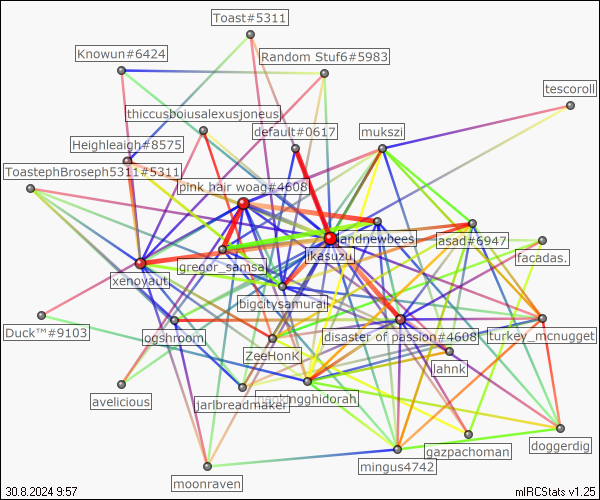 Toast#5311
Knowun#6424
Random Stuf6#5983
tescoroll
thiccusboiusalexusjoneus
default#0617
mukszi
Heighleaigh#8575
ToastephBroseph5311#5311
pink hair woag#4608
landnewbees
asad#6947
ikasuzu
facadas.
gregor_samsa
xenoyaut
bigcitysamurai
Duck™#9103
ogshroom
disaster of passion#4608
turkey_mcnugget
ZeeHonK
lahnk
avelicious
jarlbreadmaker
gazpachoman
doggerdig
mingus4742
moonraven
30.8.2024 9:57
mIRCStats v1.25